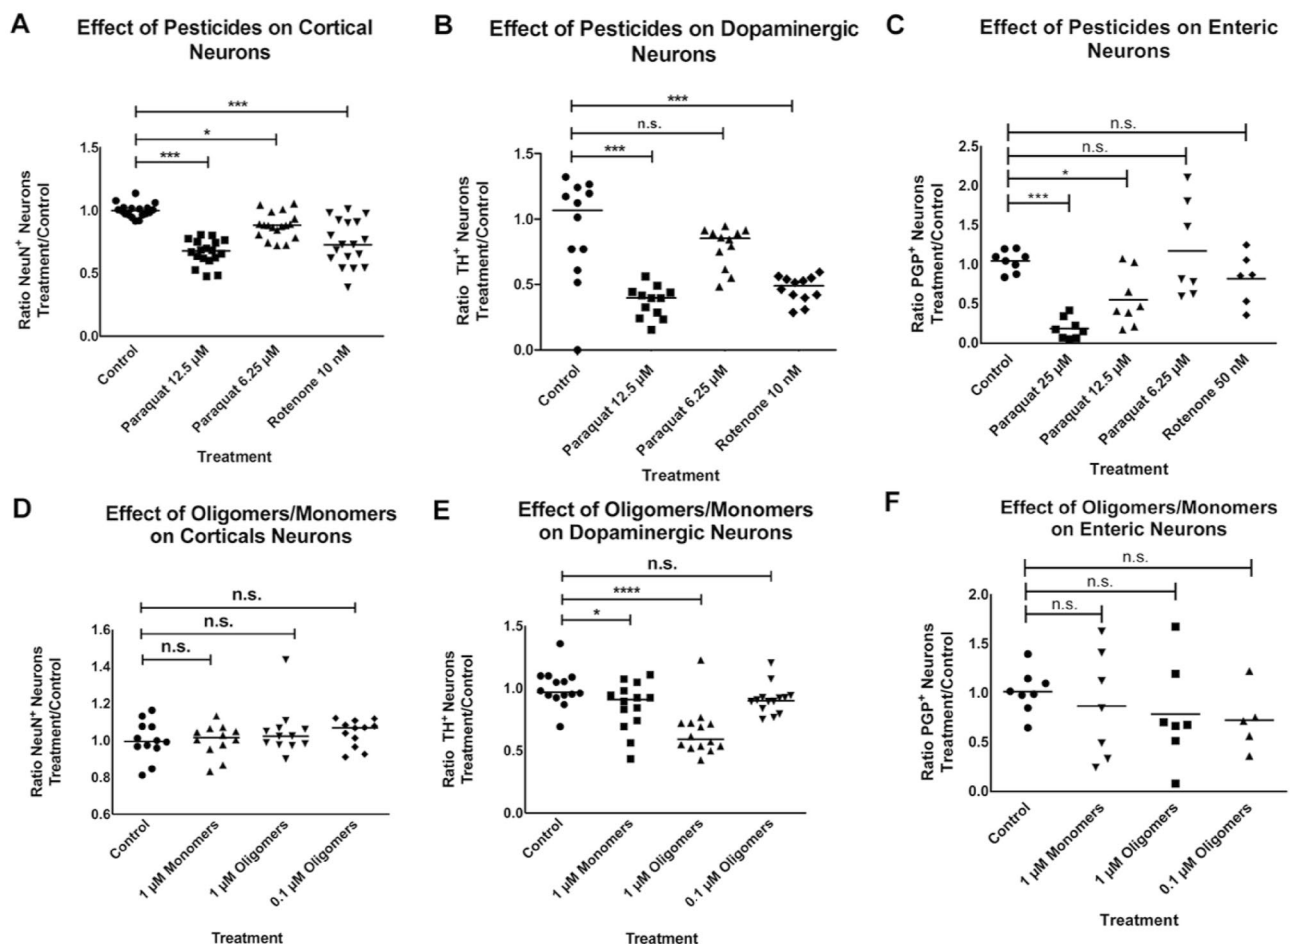 A
Effect of Pesticides on Cortical
Neurons
***
*
***
1.5
1.0
0.5
0.0
Ratio NeuN+ Neurons
Treatment/Control
Control
Paraquat 12.5 µM
Paraquat 6.25 µM
Rotenone 10 nM
Treatment
B
Effect of Pesticides on Dopaminergic
Neurons
***
n.s.
***
1.5
1.0
0.5
0.0
Ratio TH+ Neurons
Treatment/Control
Control
Paraquat 12.5 µM
Paraquat 6.25 µM
Rotenone 10 nM
Treatment
C
Effect of Pesticides on Enteric
Neurons
n.s.
n.s.
*
***
2.5
2.0
1.5
1.0
0.5
0.0
Ratio PGP+ Neurons
Treatment/Control
Control
Paraquat 25 µM
Paraquat 12.5 µM
Paraquat 6.25 µM
Rotenone 50 nM
Treatment
D
Effect of Oligomers/Monomers
on Corticals Neurons
n.s.
n.s.
n.s.
1.6
1.4
1.2
1.0
0.8
0.6
Ratio NeuN+ Neurons
Treatment/Control
Control
1 µM Monomers
1 µM Oligomers
0.1 µM Oligomers
Treatment
E
Effect of Oligomers/Monomers
on Dopaminergic Neurons
n.s.
****
*
1.5
1.0
0.5
0.0
Ratio TH+ Neurons
Treatment/Control
Control
1 µM Monomers
1 µM Oligomers
0.1 µM Oligomers
Treatment
F
Effect of Oligomers/Monomers
on Enteric Neurons
n.s.
n.s.
n.s.
2.0
1.5
1.0
0.5
0.0
Ratio PGP+ Neurons
Treatment/Control
Control
1 µM Monomers
1 µM Oligomers
0.1 µM Oligomers
Treatment